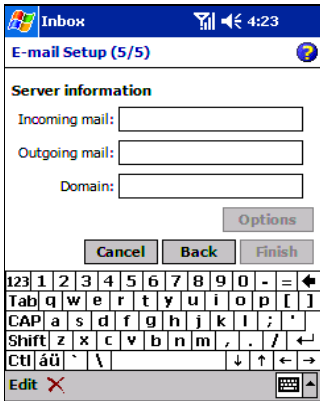 Inbox 4:23
E-mail Setup (5/5) ?
Server information
Incoming mail:
Outgoing mail:
Domain:
Options
Cancel Back Finish
123 1 2 3 4 5 6 7 8 9 0 - = ←
Tab q w e r t y u i o p [ ]
CAP a s d f g h j k l ; '
Shift z x c v b n m , . / ↵
Ctl áü ` \ ↓ ↑ ← →
Edit